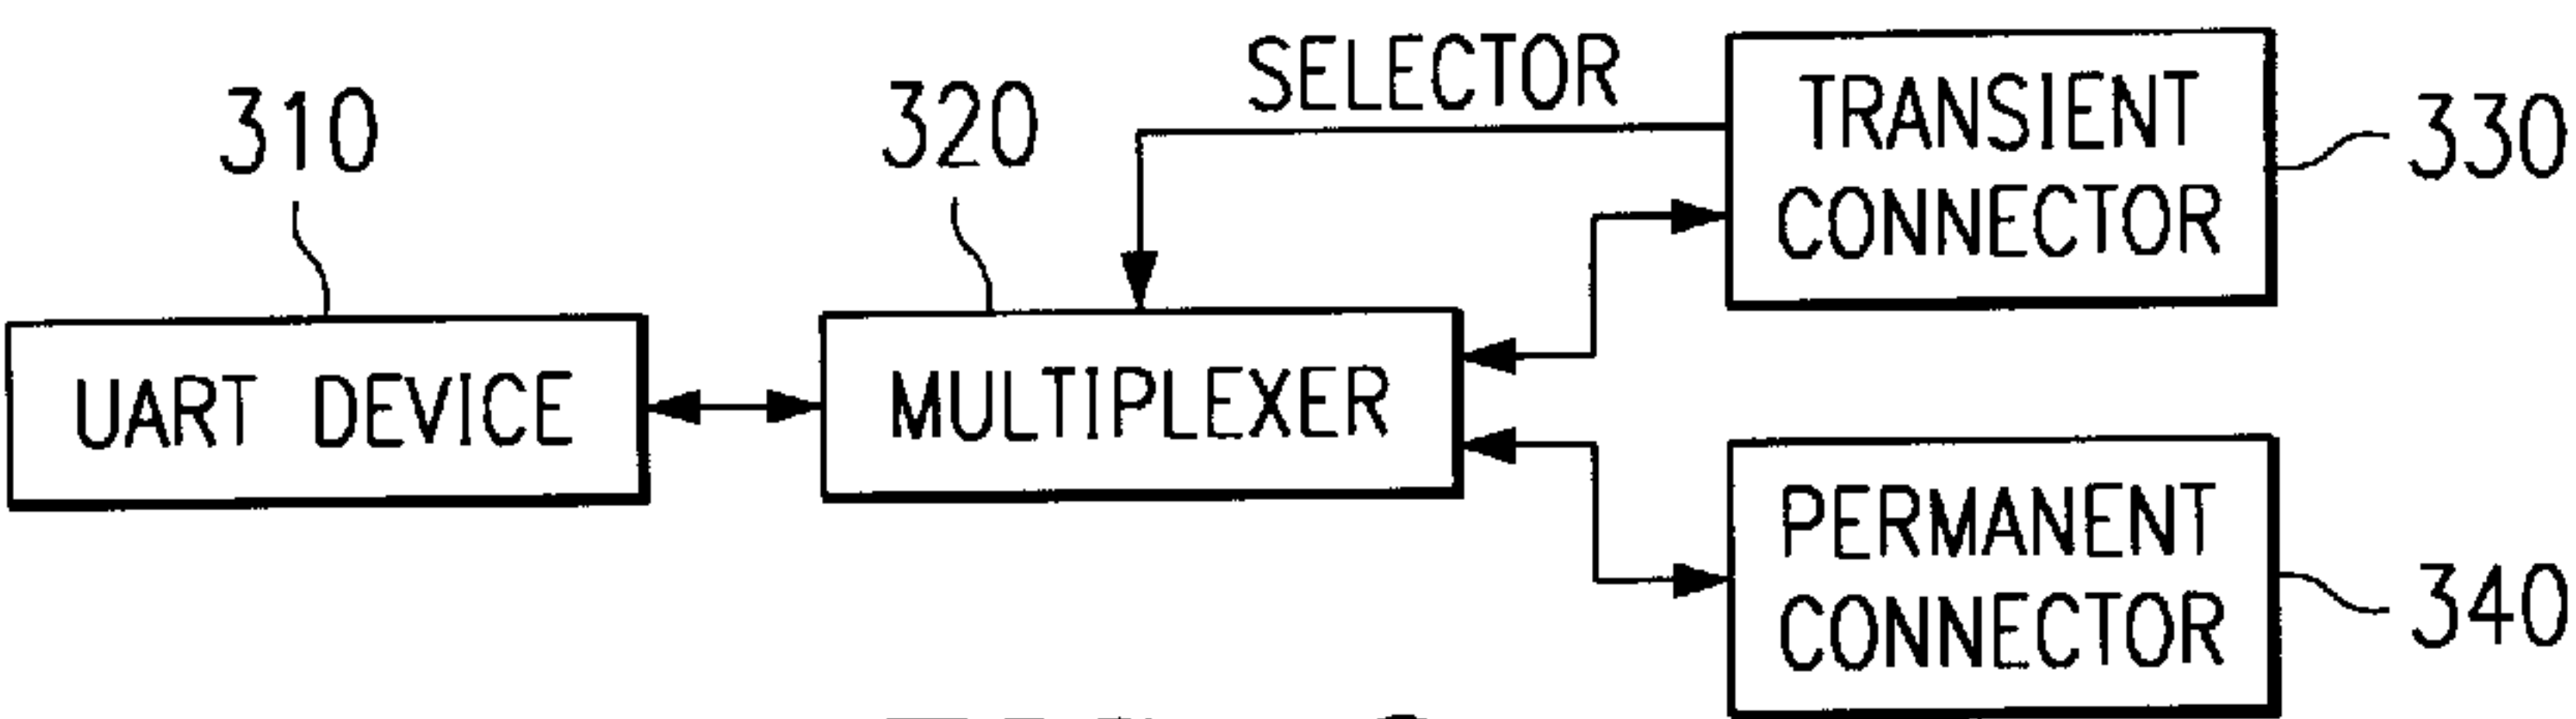 SELECTOR
310
320
TRANSIENT
CONNECTOR
330
UART DEVICE
MULTIPLEXER
PERMANENT
CONNECTOR
340